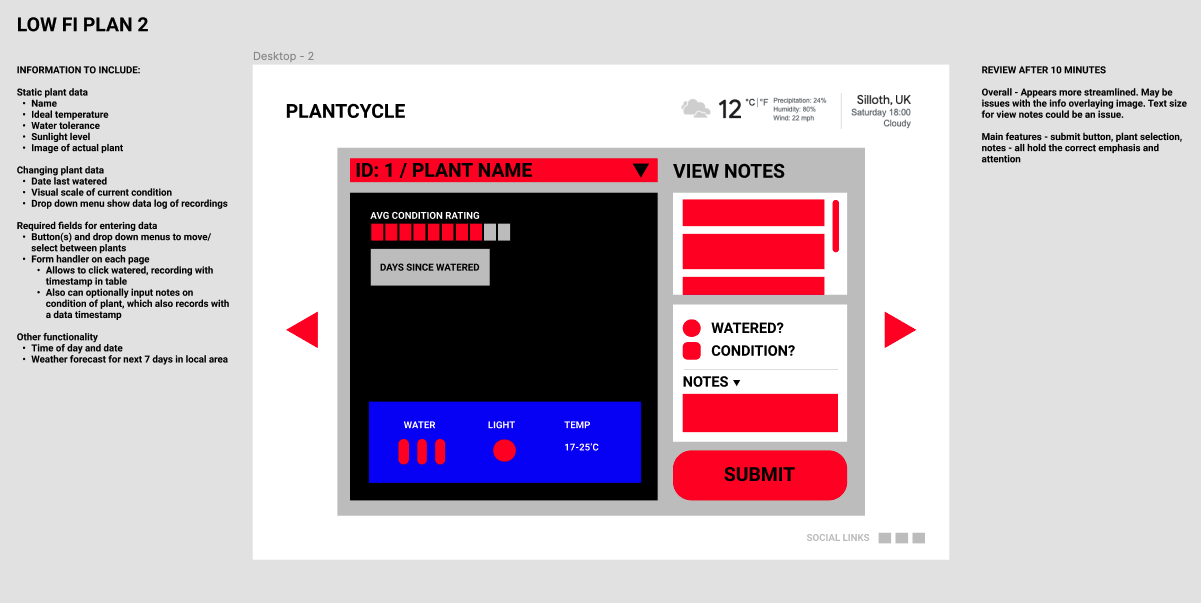 LOW FI PLAN 2
INFORMATION TO INCLUDE:
Static plant data
• Name
• Ideal temperature
• Water tolerance
• Sunlight level
• Image of actual plant
Changing plant data
• Date last watered
• Visual scale of current condition
• Drop down menu show data log of recordings
Required fields for entering data
• Button(s) and drop down menus to move/
select between plants
• Form handler on each page
• Allows to click watered, recording with
timestamp in table
• Also can optionally input notes on
condition of plant, which also records with
a data timestamp
Other functionality
• Time of day and date
• Weather forecast for next 7 days in local area
Desktop - 2
PLANTCYCLE
12 °C | °F
Precipitation: 24%
Humidity: 80%
Wind: 22 mph
Silloth, UK
Saturday 18:00
Cloudy
ID: 1 / PLANT NAME
AVG CONDITION RATING
DAYS SINCE WATERED
WATER
LIGHT
TEMP
17-25'C
VIEW NOTES
WATERED?
CONDITION?
NOTES
SUBMIT
SOCIAL LINKS
REVIEW AFTER 10 MINUTES
Overall - Appears more streamlined. May be
issues with the info overlaying image. Text size
for view notes could be an issue.
Main features - submit button, plant selection,
notes - all hold the correct emphasis and
attention